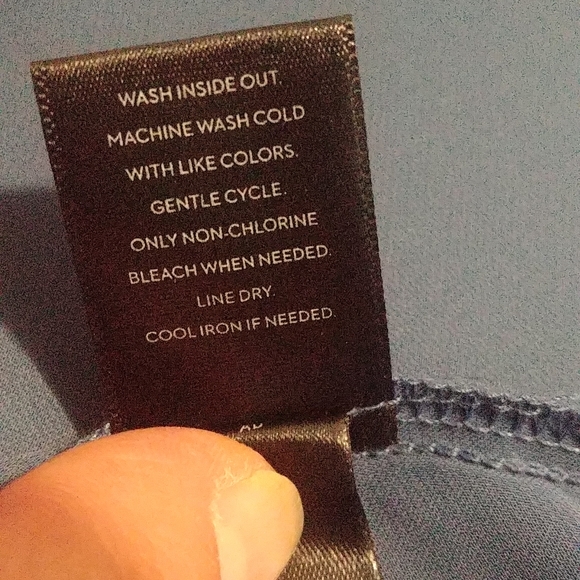 WASH INSIDE OUT.
MACHINE WASH COLD
WITH LIKE COLORS.
GENTLE CYCLE.
ONLY NON-CHLORINE
BLEACH WHEN NEEDED.
LINE DRY.
COOL IRON IF NEEDED.